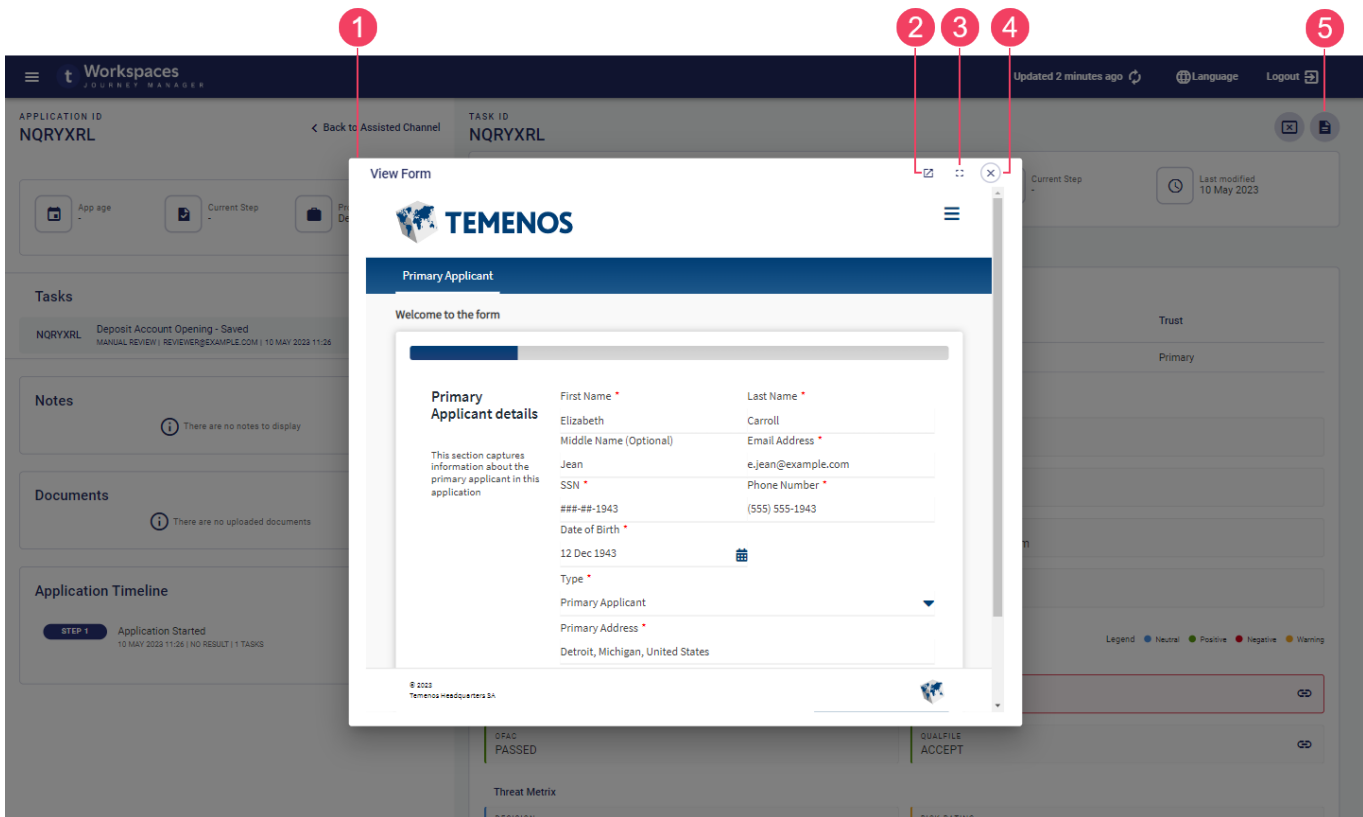 1
2
3
4
5
t Workspaces
JOURNEY MANAGER
Updated 2 minutes ago
Language
Logout
APPLICATION ID
NQRYXRL
Back to Assisted Channel
TASK ID
NQRYXRL
App age
-
Current Step
-
Current Step
-
Last modified
10 May 2023
Tasks
NQRYXRL
Deposit Account Opening - Saved
MANUAL REVIEW | REVIEWER@EXAMPLE.COM | 10 MAY 2023 11:26
Notes
There are no notes to display
Documents
There are no uploaded documents
Application Timeline
STEP 1
Application Started
10 MAY 2023 11:26 | NO RESULT | 1 TASKS
View Form
TEMENOS
Primary Applicant
Welcome to the form
Primary
Applicant details
This section captures
information about the
primary applicant in this
application
First Name *
Elizabeth
Last Name *
Carroll
Middle Name (Optional)
Jean
Email Address *
e.jean@example.com
SSN *
###-##-1943
Phone Number *
(555) 555-1943
Date of Birth *
12 Dec 1943
Type *
Primary Applicant
Primary Address *
Detroit, Michigan, United States
© 2023
Temenos Headquarters SA
Trust
Primary
Legend Neutral Positive Negative Warning
OFAC
PASSED
QUALIFILE
ACCEPT
Threat Metrix